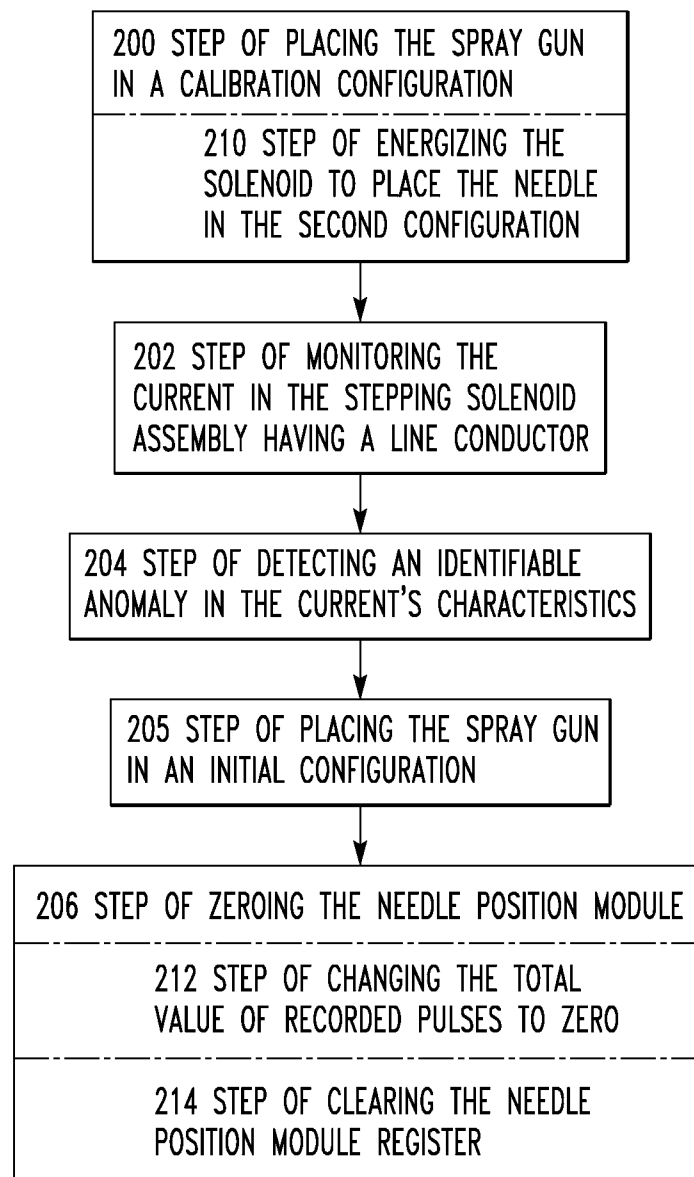 200 STEP OF PLACING THE SPRAY GUN
IN A CALIBRATION CONFIGURATION
210 STEP OF ENERGIZING THE
SOLENOID TO PLACE THE NEEDLE
IN THE SECOND CONFIGURATION
202 STEP OF MONITORING THE
CURRENT IN THE STEPPING SOLENOID
ASSEMBLY HAVING A LINE CONDUCTOR
204 STEP OF DETECTING AN IDENTIFIABLE
ANOMALY IN THE CURRENT'S CHARACTERISTICS
205 STEP OF PLACING THE SPRAY GUN
IN AN INITIAL CONFIGURATION
206 STEP OF ZEROING THE NEEDLE POSITION MODULE
212 STEP OF CHANGING THE TOTAL
VALUE OF RECORDED PULSES TO ZERO
214 STEP OF CLEARING THE NEEDLE
POSITION MODULE REGISTER